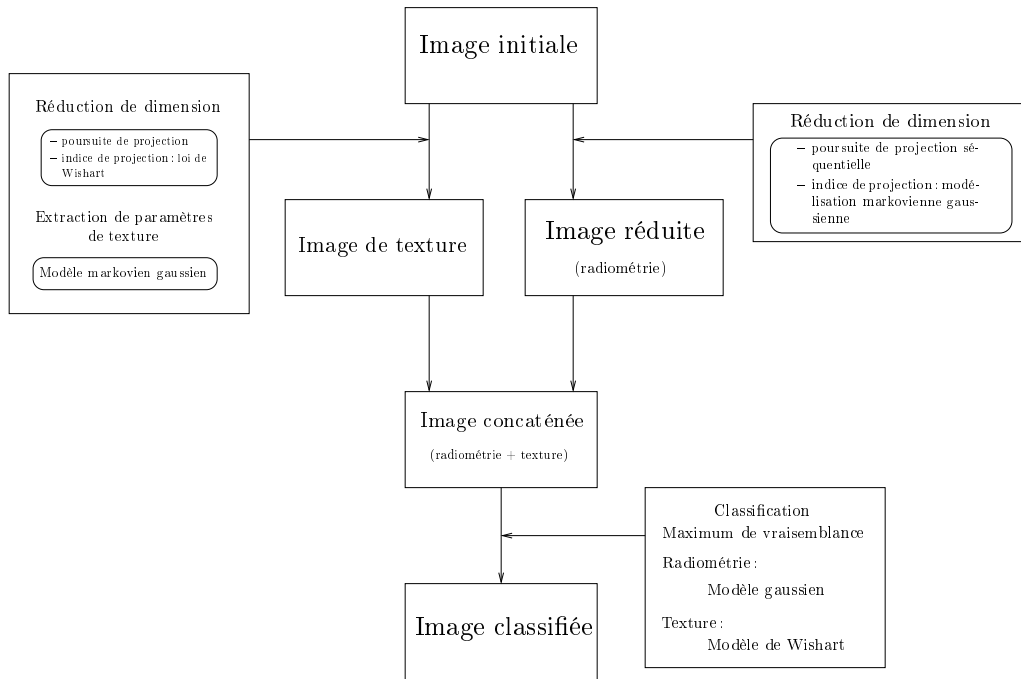 Image initiale
Réduction de dimension
– poursuite de projection
– indice de projection : loi de
Wishart
Extraction de paramètres
de texture
Modèle markovien gaussien
Réduction de dimension
– poursuite de projection sé-
quentielle
– indice de projection : modé-
lisation markovienne gaus-
sienne
Image de texture
Image réduite
(radiométrie)
Image concaténée
(radiométrie + texture)
Classification
Maximum de vraisemblance
Radiométrie :
Modèle gaussien
Texture :
Modèle de Wishart
Image classifiée